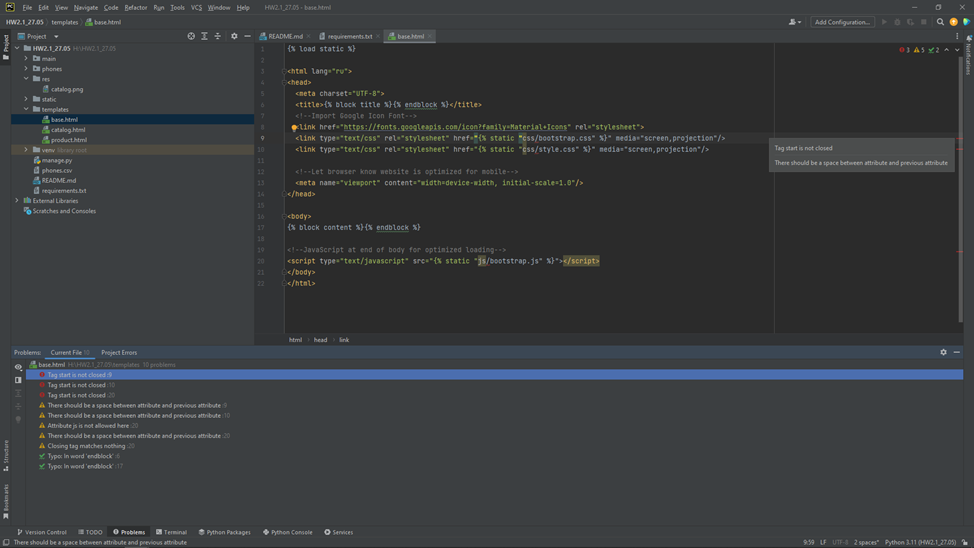 File Edit View Navigate Code Refactor Run Tools VCS Window Help HW2.1_27.05 - base.html
HW2.1_27.05 templates base.html Add Configuration...
Project README.md requirements.txt base.html
Project
HW2.1_27.05 H:\HW2.1_27.05
main
phones
res
catalog.png
static
templates
base.html
catalog.html
product.html
venv library root
manage.py
phones.csv
README.md
requirements.txt
External Libraries
Scratches and Consoles
3 5 2
1 {% load static %}
2
3 <html lang="ru">
4 <head>
5 <meta charset="UTF-8">
6 <title>{% block title %}{% endblock %}</title>
7 <!--Import Google Icon Font-->
8 <link href="https://fonts.googleapis.com/icon?family=Material+Icons" rel="stylesheet">
9 <link type="text/css" rel="stylesheet" href="{% static "css/bootstrap.css" %}" media="screen,projection"/>
10 <link type="text/css" rel="stylesheet" href="{% static "css/style.css" %}" media="screen,projection"/>
11
12 <!--Let browser know website is optimized for mobile-->
13 <meta name="viewport" content="width=device-width, initial-scale=1.0"/>
14 </head>
15
16 <body>
17 {% block content %}{% endblock %}
18
19 <!--JavaScript at end of body for optimized loading-->
20 <script type="text/javascript" src="{% static "js/bootstrap.js" %}"></script>
21 </body>
22 </html>
Tag start is not closed
There should be a space between attribute and previous attribute
Notifications
html head link
Problems: Current File 10 Project Errors
base.html H:\HW2.1_27.05\templates 10 problems
Tag start is not closed :9
Tag start is not closed :10
Tag start is not closed :20
There should be a space between attribute and previous attribute :9
There should be a space between attribute and previous attribute :10
Attribute js is not allowed here :20
There should be a space between attribute and previous attribute :20
Closing tag matches nothing :20
Typo: In word 'endblock' :6
Typo: In word 'endblock' :17
Structure
Bookmarks
Version Control TODO Problems Terminal Python Packages Python Console Services
There should be a space between attribute and previous attribute 9:59 LF UTF-8 2 spaces* Python 3.11 (HW2.1_27.05)